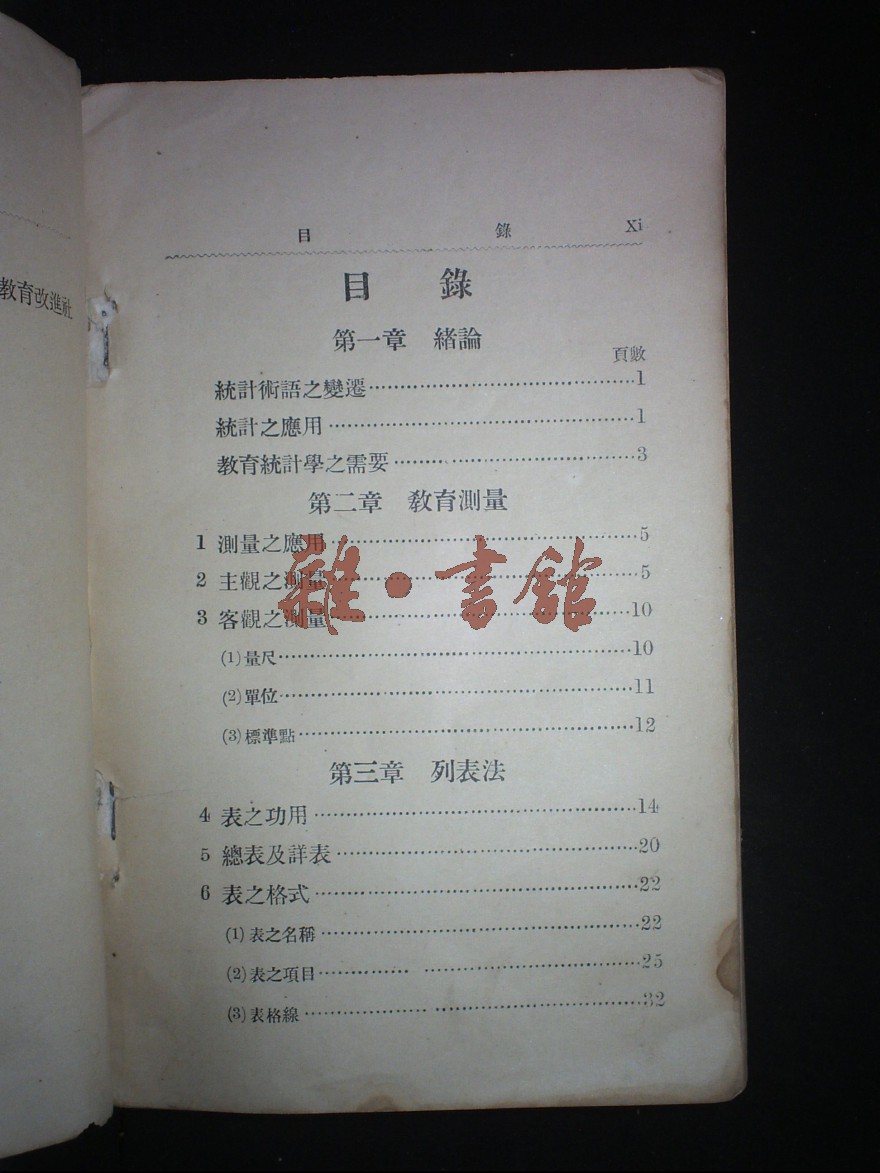 教育改進社
目 錄 Xi
目 錄
第一章 緒論
頁數
統計術語之變遷 1
統計之應用 1
教育統計學之需要 3
第二章 教育測量
1 測量之應用 5
2 主觀之測量 5
3 客觀之測量 10
(1)量尺 10
(2)單位 11
(3)標準點 12
第三章 列表法
4 表之功用 14
5 總表及詳表 20
6 表之格式 22
(1)表之名稱 22
(2)表之項目 25
(3)表格線 32
雜·書館